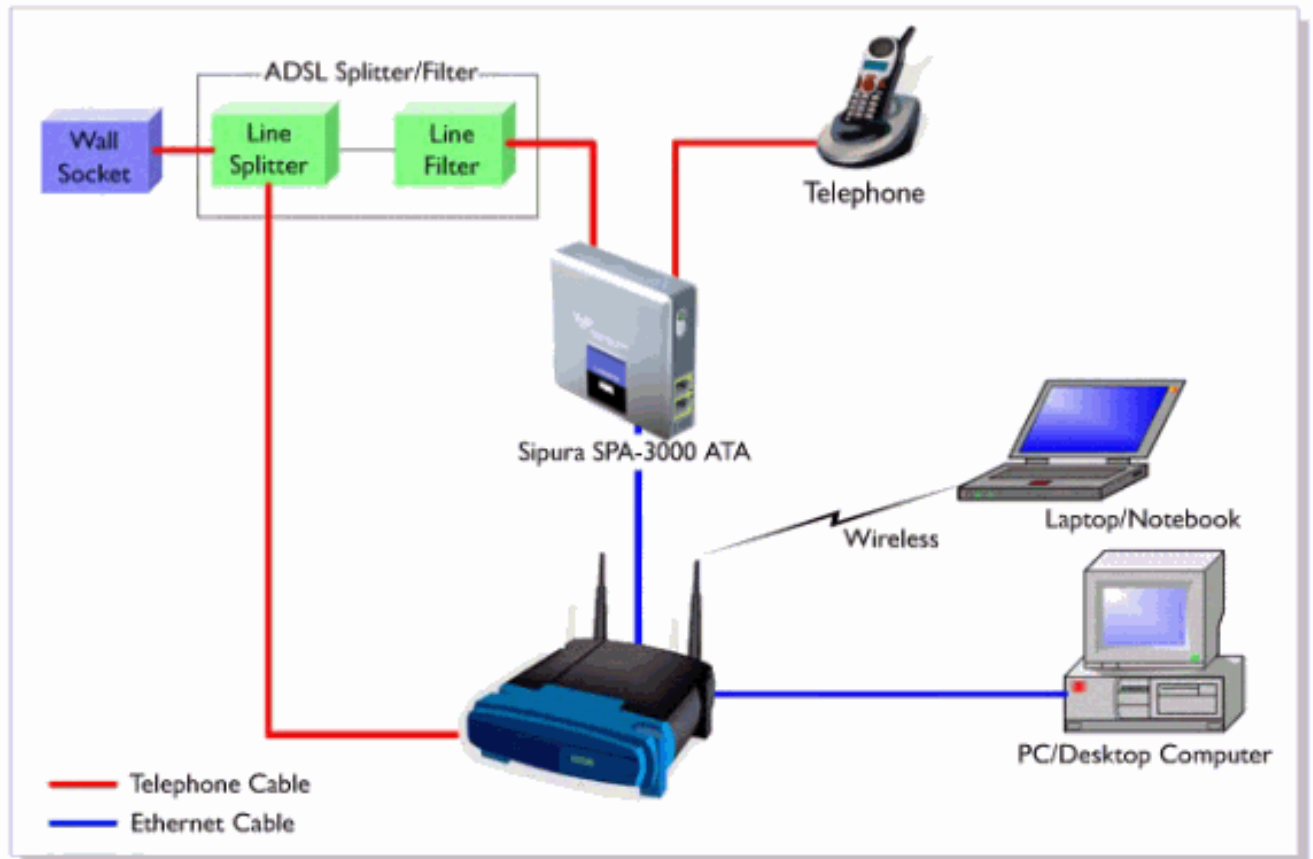 ADSL Splitter/Filter
Wall
Socket
Line
Splitter
Line
Filter
Telephone
Sipura SPA-3000 ATA
Wireless
Laptop/Notebook
PC/Desktop Computer
Telephone Cable
Ethernet Cable